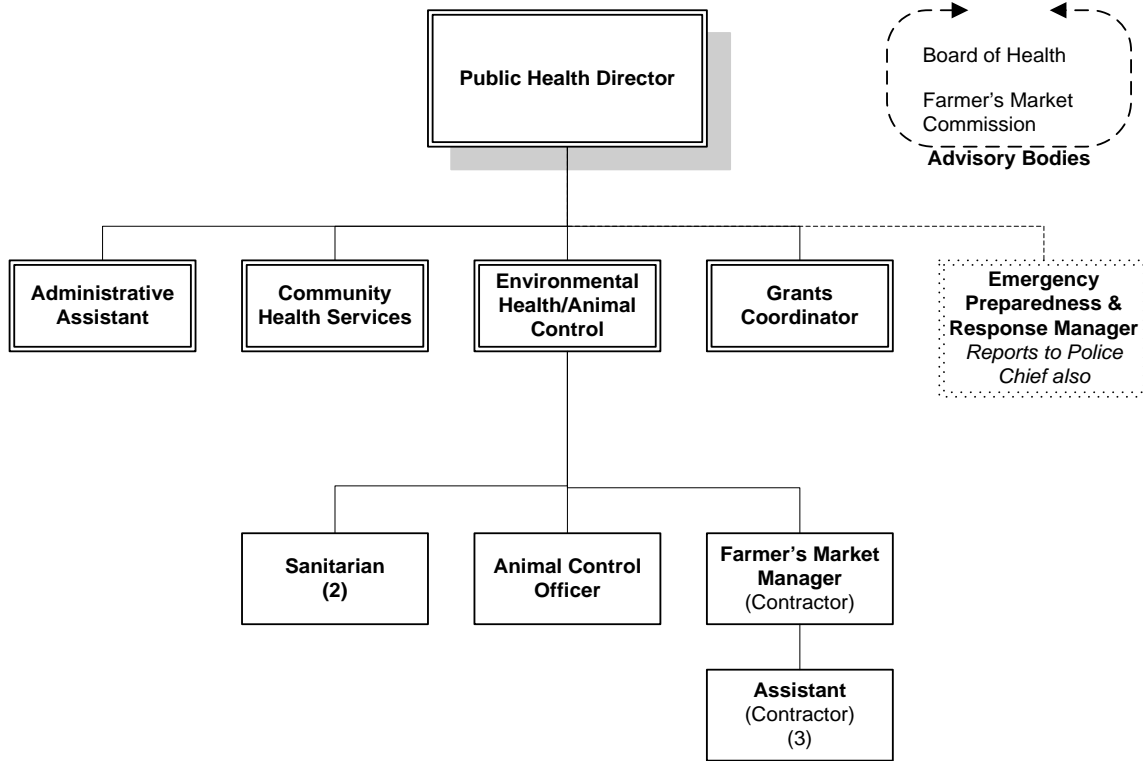 Public Health Director
Board of Health
Farmer's Market
Commission
Advisory Bodies
Administrative
Assistant
Community
Health Services
Environmental
Health/Animal
Control
Grants
Coordinator
Emergency
Preparedness &
Response Manager
Reports to Police
Chief also
Sanitarian
(2)
Animal Control
Officer
Farmer’s Market
Manager
(Contractor)
Assistant
(Contractor)
(3)